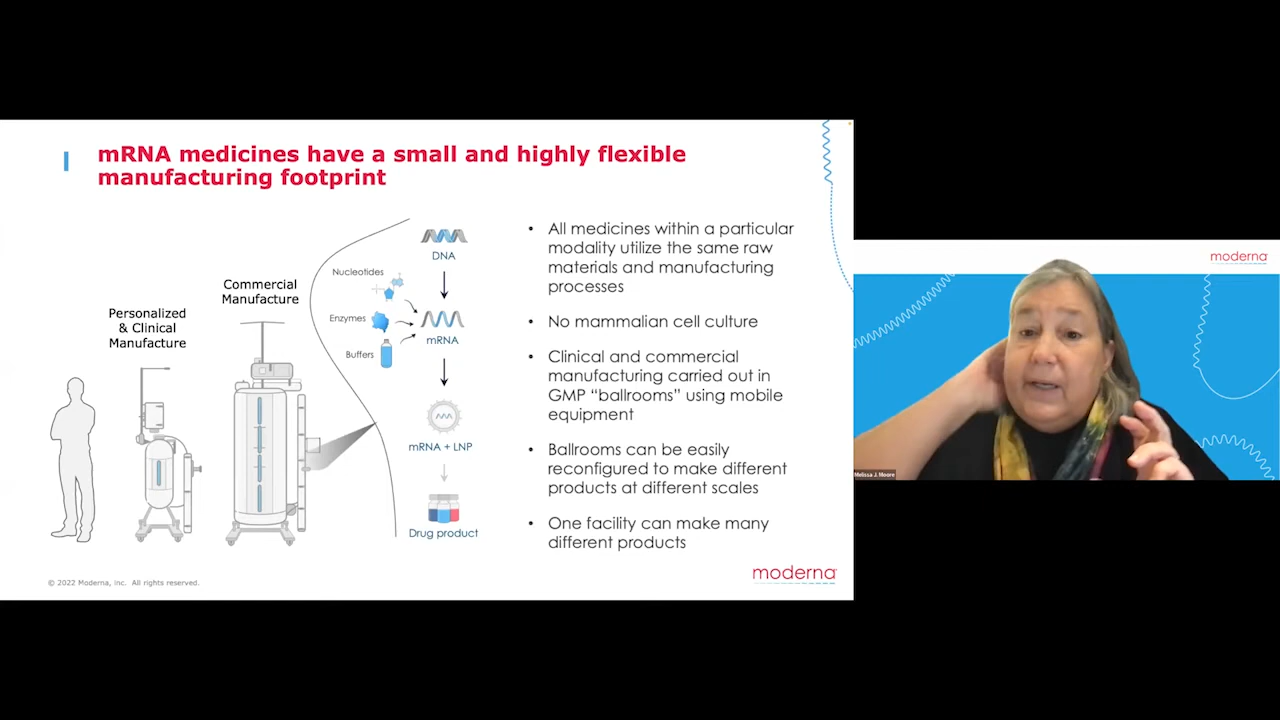 mRNA medicines have a small and highly flexible
manufacturing footprint
Personalized
& Clinical
Manufacture
Commercial
Manufacture
DNA
Nucleotides
Enzymes
Buffers
mRNA
mRNA + LNP
Drug product
• All medicines within a particular
modality utilize the same raw
materials and manufacturing
processes
• No mammalian cell culture
• Clinical and commercial
manufacturing carried out in
GMP “ballrooms” using mobile
equipment
• Ballrooms can be easily
reconfigured to make different
products at different scales
• One facility can make many
different products
© 2022 Moderna, inc. All rights reserved.
moderna
moderna
Melissa J. Moore